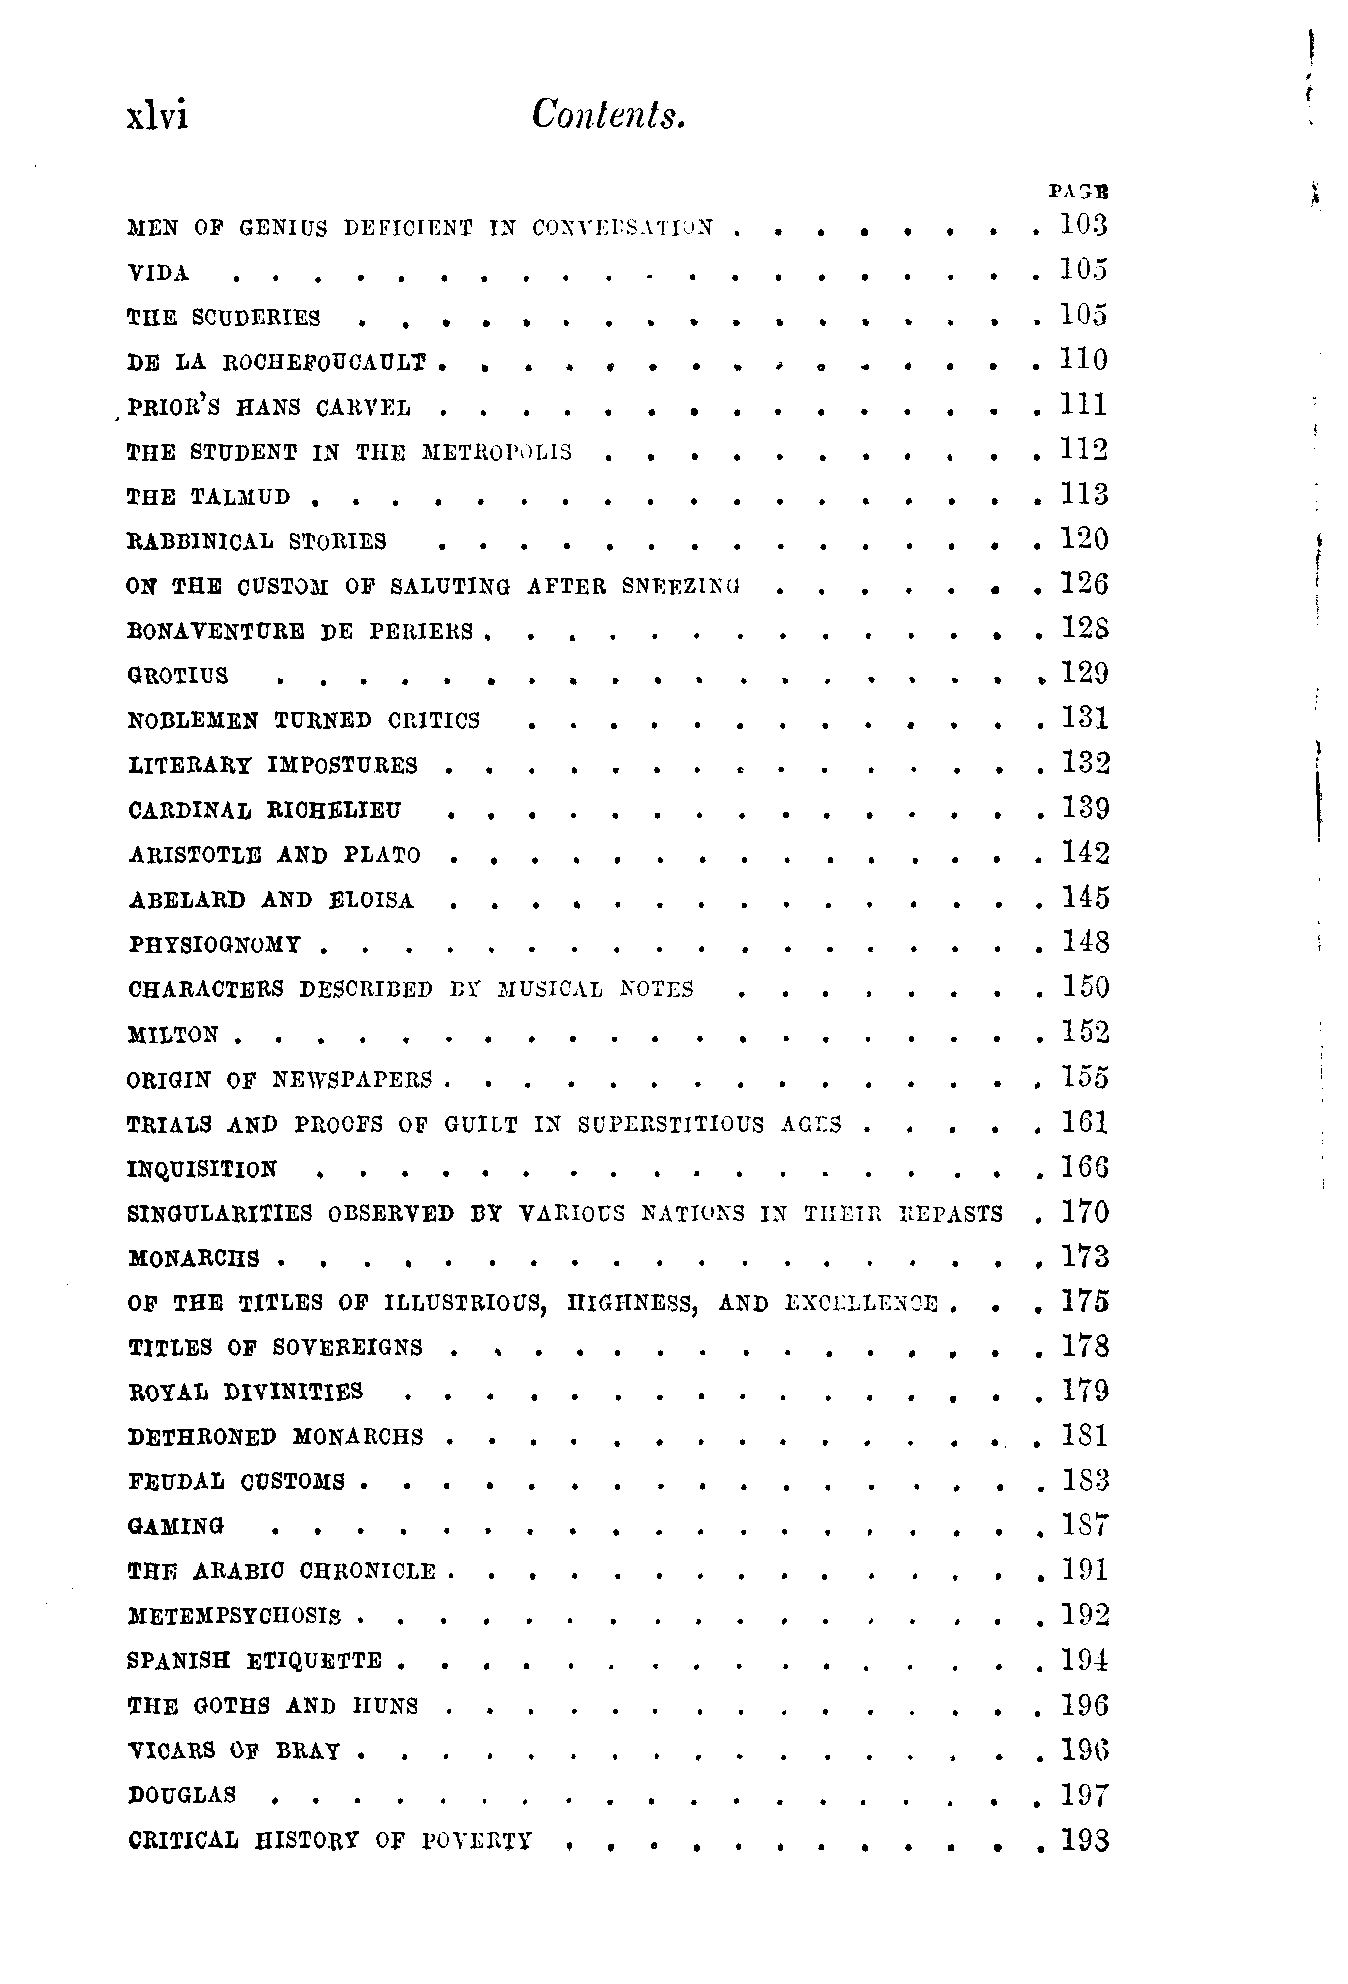 xlvi Contents.
PAGE
MEN OF GENIUS DEFICIENT IN CONVERSATION . . . . . . . . 103
VIDA . . . . . . . . . . . . . . . . . . . . 105
THE SCUDERIES . . . . . . . . . . . . . . . . . 105
DE LA ROCHEFOUCAULT . . . . . . . . . . . . . . . 110
PRIOR'S HANS CARVEL . . . . . . . . . . . . . . . 111
THE STUDENT IN THE METROPOLIS . . . . . . . . . . . 112
THE TALMUD . . . . . . . . . . . . . . . . . . 113
RABBINICAL STORIES . . . . . . . . . . . . . . . 120
ON THE CUSTOM OF SALUTING AFTER SNEEZING . . . . . . . 126
BONAVENTURE DE PERIERS . . . . . . . . . . . . . . 128
GROTIUS . . . . . . . . . . . . . . . . . . . 129
NOBLEMEN TURNED CRITICS . . . . . . . . . . . . . 131
LITERARY IMPOSTURES . . . . . . . . . . . . . . . 132
CARDINAL RICHELIEU . . . . . . . . . . . . . . . 139
ARISTOTLE AND PLATO . . . . . . . . . . . . . . . 142
ABELARD AND ELOISA . . . . . . . . . . . . . . . 145
PHYSIOGNOMY . . . . . . . . . . . . . . . . . . 148
CHARACTERS DESCRIBED BY MUSICAL NOTES . . . . . . . . 150
MILTON . . . . . . . . . . . . . . . . . . . . 152
ORIGIN OF NEWSPAPERS . . . . . . . . . . . . . . . 155
TRIALS AND PROOFS OF GUILT IN SUPERSTITIOUS AGES . . . . . 161
INQUISITION . . . . . . . . . . . . . . . . . . 166
SINGULARITIES OBSERVED BY VARIOUS NATIONS IN THEIR REPASTS . 170
MONARCHS . . . . . . . . . . . . . . . . . . . 173
OF THE TITLES OF ILLUSTRIOUS, HIGHNESS, AND EXCELLENCE . . . 175
TITLES OF SOVEREIGNS . . . . . . . . . . . . . . . 178
ROYAL DIVINITIES . . . . . . . . . . . . . . . . 179
DETHRONED MONARCHS . . . . . . . . . . . . . . . 181
FEUDAL CUSTOMS . . . . . . . . . . . . . . . . . 183
GAMING . . . . . . . . . . . . . . . . . . . 187
THE ARABIC CHRONICLE . . . . . . . . . . . . . . . 191
METEMPSYCHOSIS . . . . . . . . . . . . . . . . . 192
SPANISH ETIQUETTE . . . . . . . . . . . . . . . . 194
THE GOTHS AND HUNS . . . . . . . . . . . . . . . 196
VICARS OF BRAY . . . . . . . . . . . . . . . . . 196
DOUGLAS . . . . . . . . . . . . . . . . . . . 197
CRITICAL HISTORY OF POVERTY . . . . . . . . . . . . 198